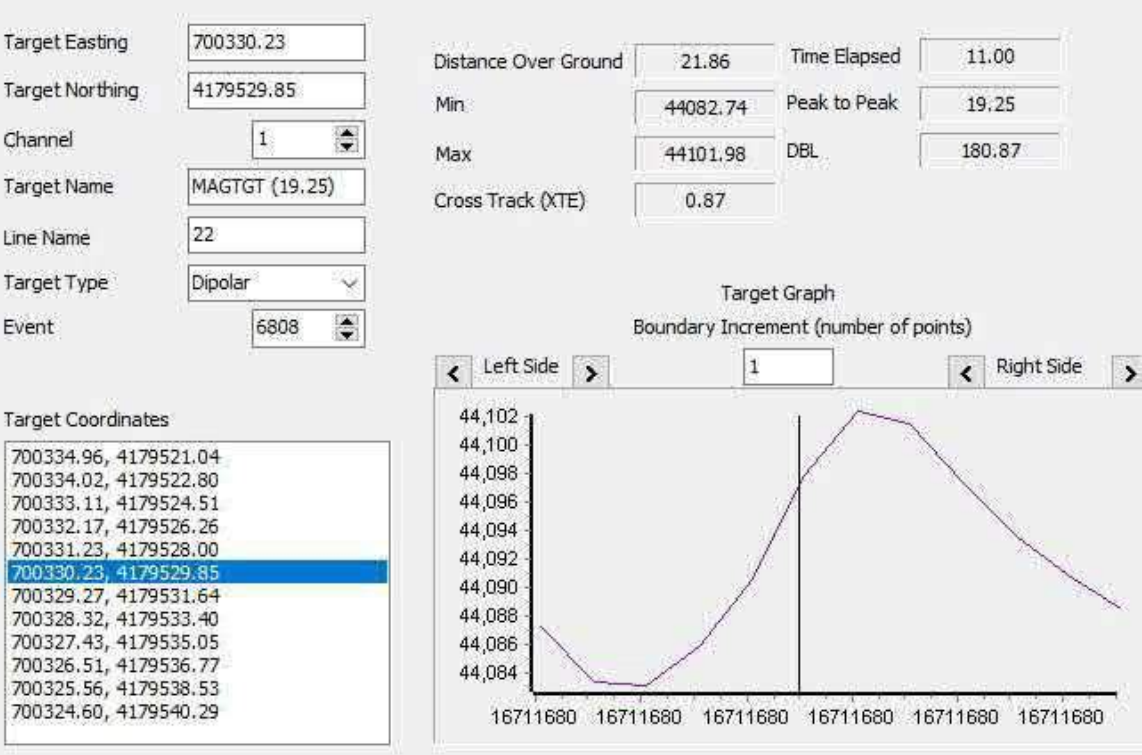 Target Easting 700330.23
Target Northing 4179529.85
Channel 1
Target Name MAGTGT (19.25)
Line Name 22
Target Type Dipolar
Event 6808
Distance Over Ground 21.86 Time Elapsed 11.00
Min 44082.74 Peak to Peak 19.25
Max 44101.98 DBL 180.87
Cross Track (XTE) 0.87
Target Graph
Boundary Increment (number of points)
< Left Side > 1 < Right Side >
Target Coordinates
700334.96, 4179521.04
700334.02, 4179522.80
700333.11, 4179524.51
700332.17, 4179526.26
700331.23, 4179528.00
700330.23, 4179529.85
700329.27, 4179531.64
700328.32, 4179533.40
700327.43, 4179535.05
700326.51, 4179536.77
700325.56, 4179538.53
700324.60, 4179540.29
44,102
44,100
44,098
44,096
44,094
44,092
44,090
44,088
44,086
44,084
16711680 16711680 16711680 16711680 16711680 16711680